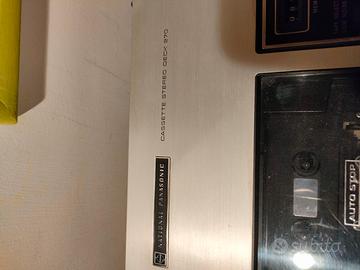 CASSETTE STEREO DECK 270
NATIONAL PANASONIC
AUTO STOP
subito